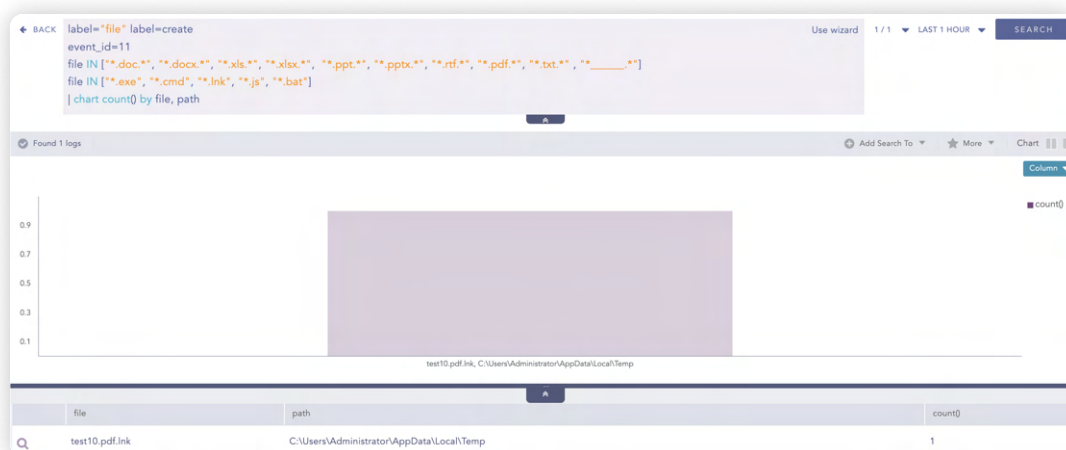 BACK
label="file" label=create
event_id=11
file IN ["*.doc.*", "*.docx.*", "*.xls.*", "*.xlsx.*", "*.ppt.*", "*.pptx.*", "*.rtf.*", "*.pdf.*", "*.txt.*" , "*______.*"]
file IN ["*.exe", "*.cmd", "*.lnk", "*.js", "*.bat"]
| chart count() by file, path
Use wizard 1 / 1 LAST 1 HOUR SEARCH
Found 1 logs
Add Search To More Chart
Column
count()
0.9
0.7
0.5
0.3
0.1
test10.pdf.lnk, C:\Users\Administrator\AppData\Local\Temp
file path count()
test10.pdf.lnk C:\Users\Administrator\AppData\Local\Temp 1